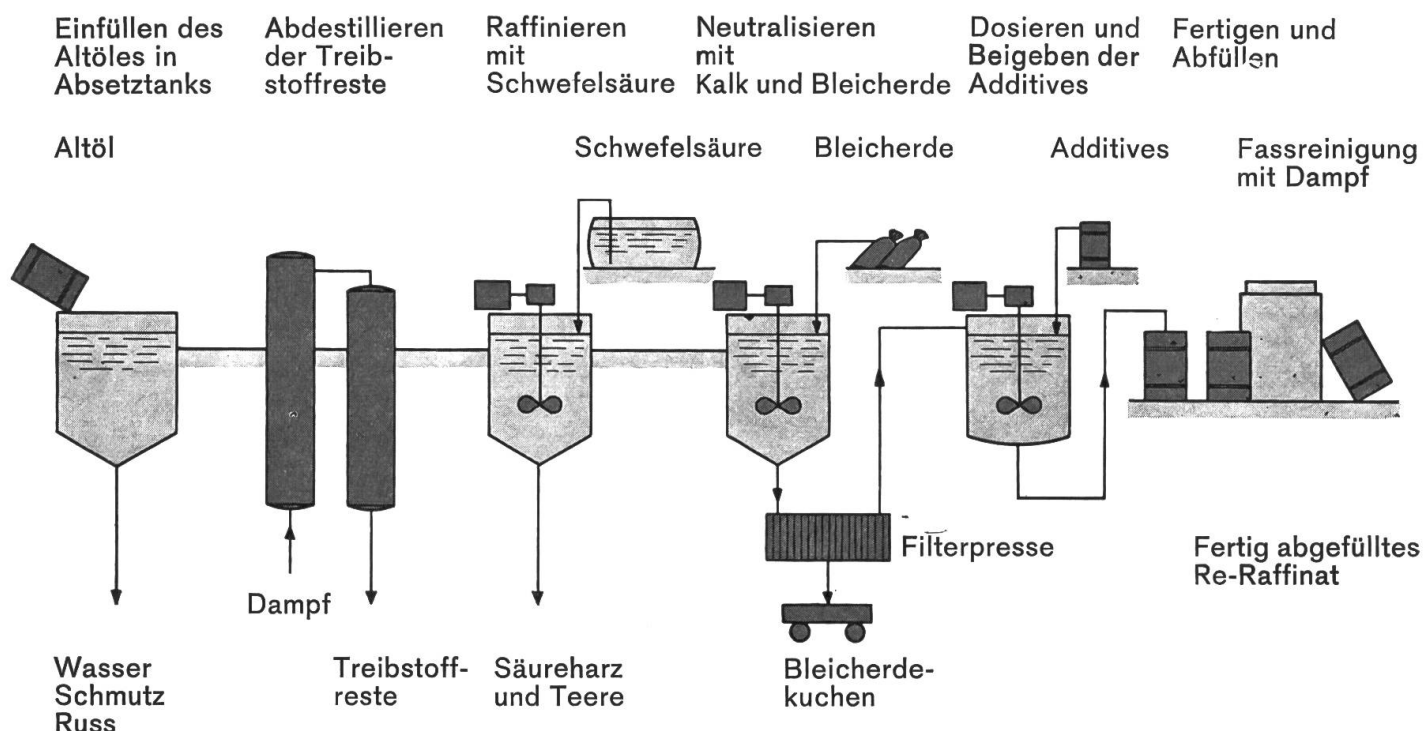 Einfüllen des
Altöles in
Absetztanks
Abdestillieren
der Treib-
stoffreste
Raffinieren
mit
Schwefelsäure
Neutralisieren
mit
Kalk und Bleicherde
Dosieren und
Beigeben der
Additives
Fertigen und
Abfüllen
Altöl
Schwefelsäure
Bleicherde
Additives
Fassreinigung
mit Dampf
Filterpresse
Fertig abgefülltes
Re-Raffinat
Dampf
Wasser
Schmutz
Russ
Treibstoff-
reste
Säureharz
und Teere
Bleicherde-
kuchen